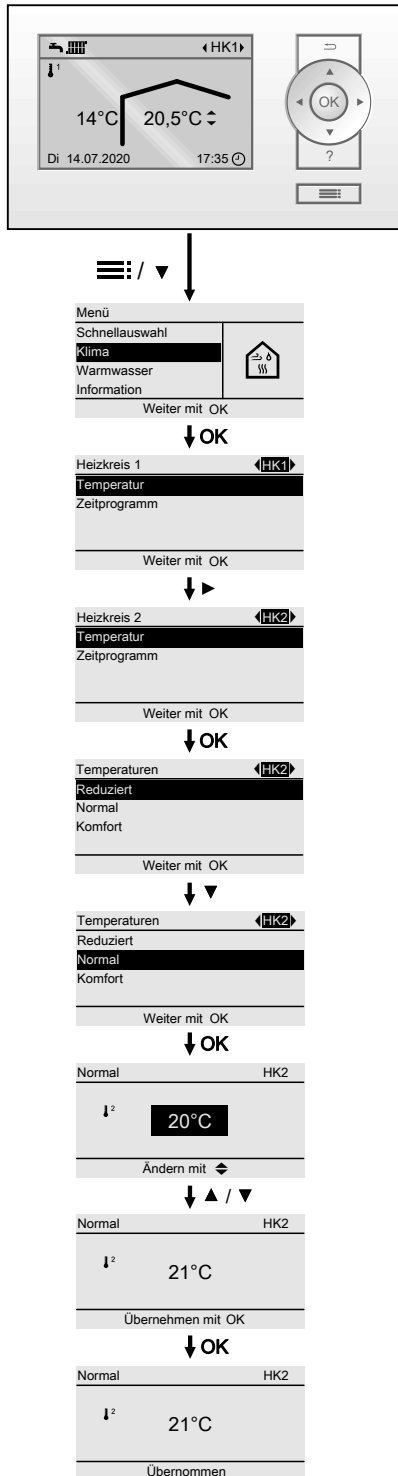 HK1
1
14°C 20,5°C
Di 14.07.2020 17:35
OK
?
/
Menü
Schnellauswahl
Klima
Warmwasser
Information
Weiter mit OK
OK
Heizkreis 1 HK1
Temperatur
Zeitprogramm
Weiter mit OK
Heizkreis 2 HK2
Temperatur
Zeitprogramm
Weiter mit OK
OK
Temperaturen HK2
Reduziert
Normal
Komfort
Weiter mit OK
Temperaturen HK2
Reduziert
Normal
Komfort
Weiter mit OK
OK
Normal HK2
2
20°C
Ändern mit
/
Normal HK2
2
21°C
Übernehmen mit OK
OK
Normal HK2
2
21°C
Übernommen